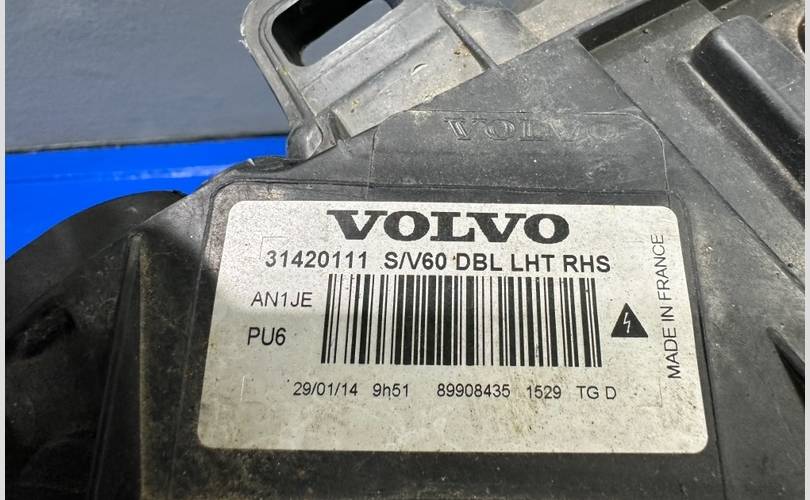 VOLVO
VOLVO
31420111 S/V60 DBL LHT RHS
AN1JE
PU6
MADE IN FRANCE
29/01/14 9h51 89908435 1529 TG D